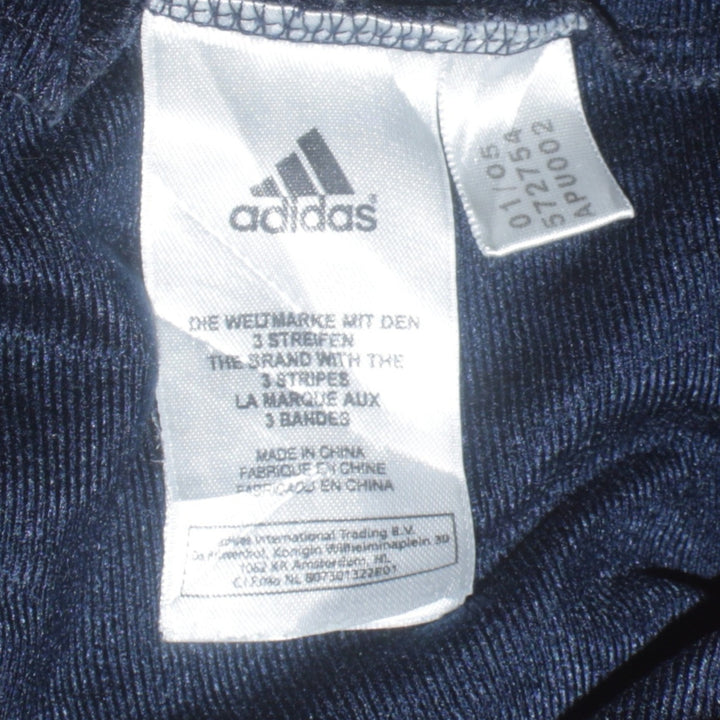 adidas
DIE WELTMARKE MIT DEN
3 STREIFEN
THE BRAND WITH THE
3 STRIPES
LA MARQUE AUX
3 BANDES
MADE IN CHINA
FABRIQUE EN CHINE
FABRICADO EN CHINA
International Trading B.V.
Koningin Wilhelminaplein 30
1062 KR Amsterdam, NL
NL 807301322B01
01/05
572754
APU002